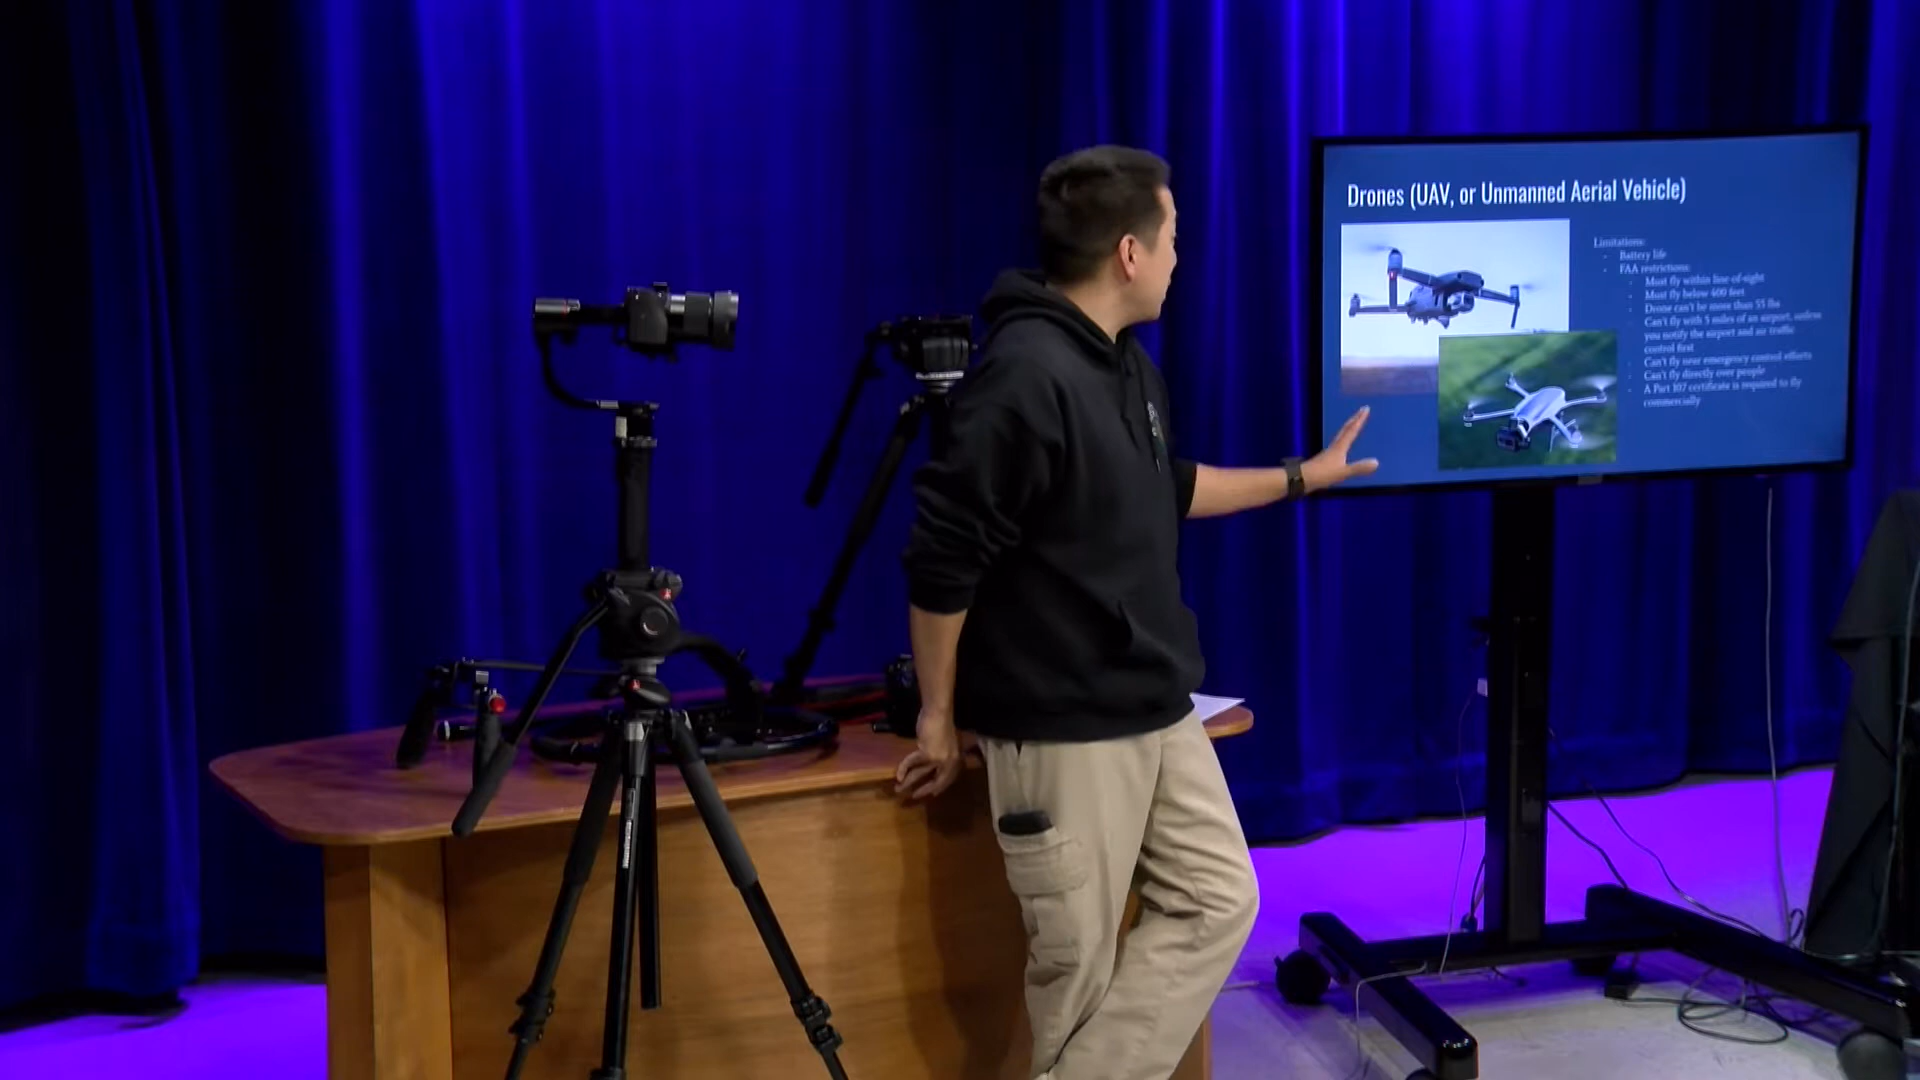 Drones (UAV, or Unmanned Aerial Vehicle)
Limitations:
Battery life
FAA restrictions:
Must fly within line-of-sight
Must fly below 400 feet
Drone can't be more than 55 lbs
Can't fly with 5 miles of an airport, unless
you notify the airport and air traffic
control first
Can't fly near emergency control efforts
Can't fly directly over people
A Part 107 certificate is required to fly
commercially